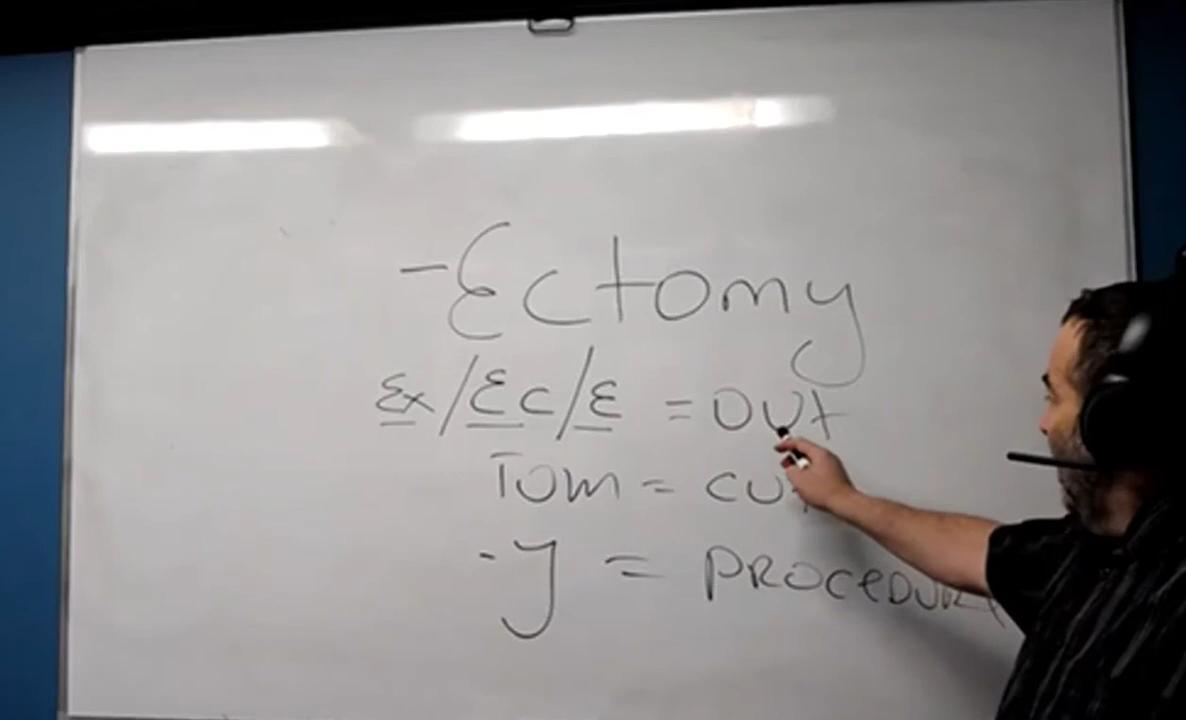 -Ectomy
Ex/Ec/E = OUT
Tom = CUT
-y = PROCEDURE